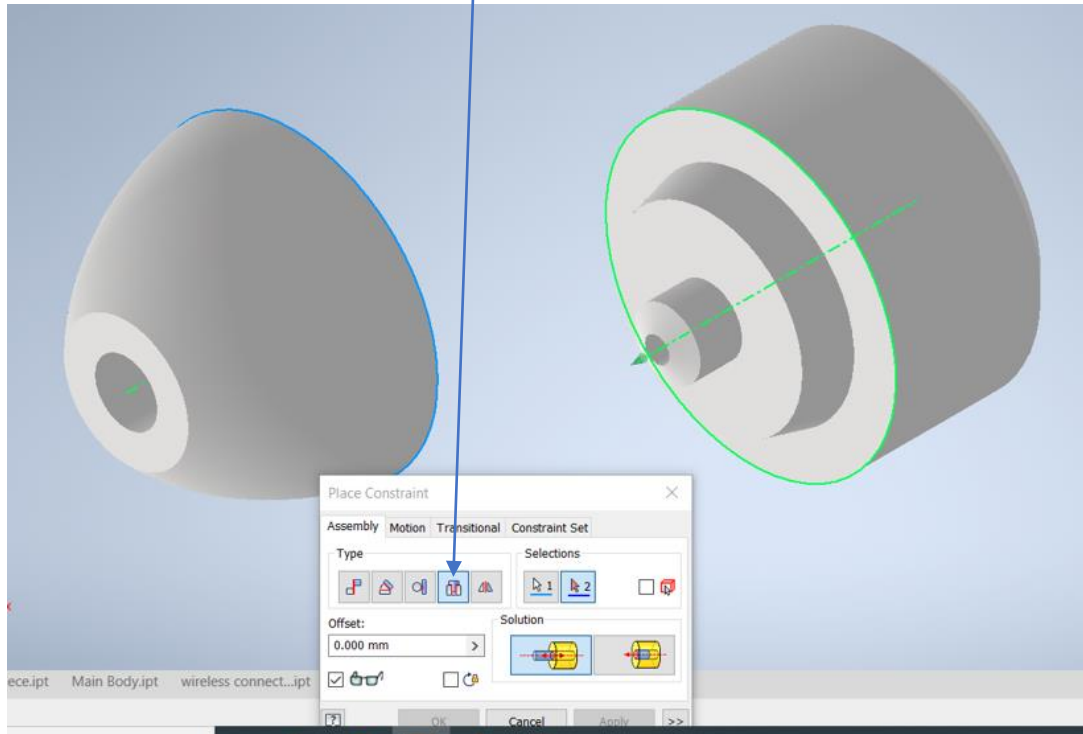 Place Constraint
Assembly Motion Transitional Constraint Set
Type
Selections
1 2
Offset:
Solution
0.000 mm
>
ece.ipt Main Body.ipt wireless connect...ipt
? OK Cancel Apply >>